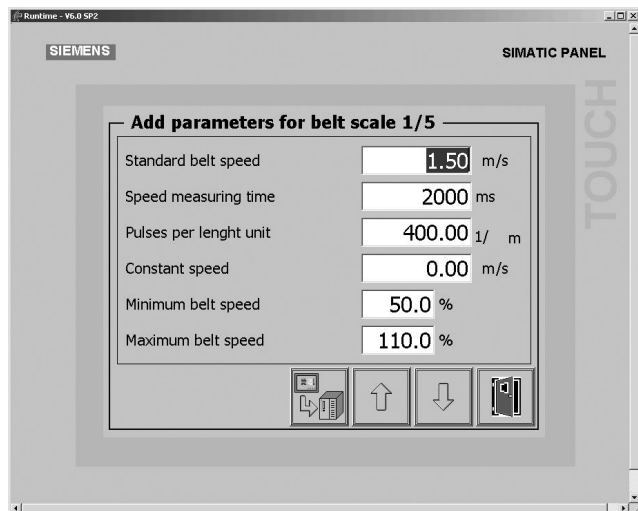 Runtime - V6.0 SP2
SIEMENS
SIMATIC PANEL
TOUCH
Add parameters for belt scale 1/5
Standard belt speed 1.50 m/s
Speed measuring time 2000 ms
Pulses per lenght unit 400.00 1/ m
Constant speed 0.00 m/s
Minimum belt speed 50.0 %
Maximum belt speed 110.0 %